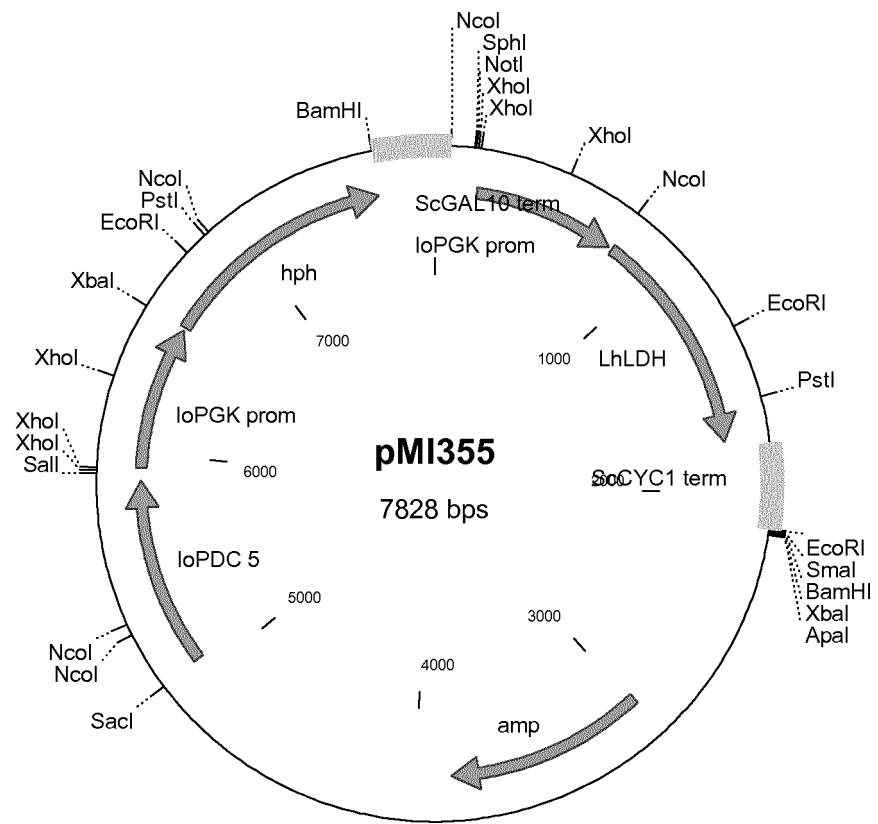 NcoI
SphI
NotI
XhoI
XhoI
BamHI
XhoI
NcoI
NcoI
PstI
EcoRI
ScGAL10 term
IoPGK prom
hph
XbaI
EcoRI
7000
1000
LhLDH
XhoI
PstI
IoPGK prom
XhoI
XhoI
SalI
6000
pMI355
7828 bps
2000
ScCYC1 term
IoPDC 5
EcoRI
SmaI
BamHI
XbaI
ApaI
5000
3000
NcoI
NcoI
4000
SacI
amp